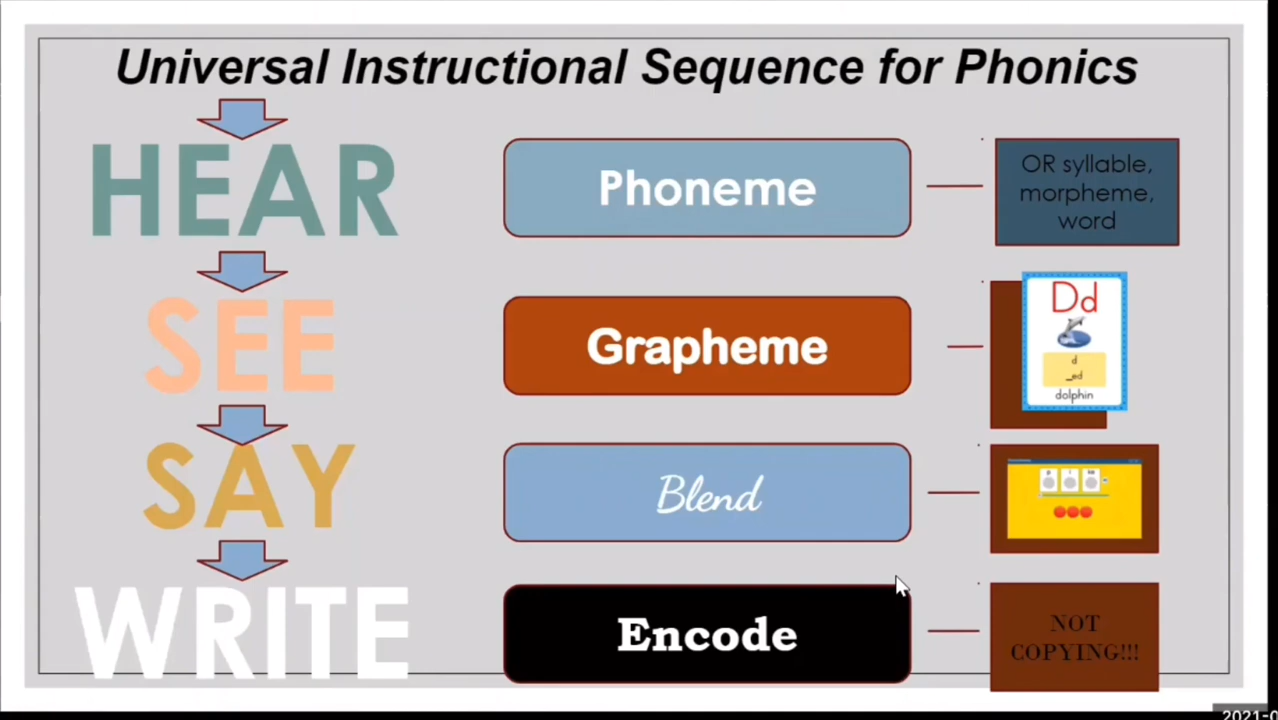 Universal Instructional Sequence for Phonics
HEAR
Phoneme
OR syllable,
morpheme,
word
SEE
Grapheme
Dd
d
_ed
dolphin
SAY
Blend
WRITE
Encode
NOT
COPYING!!!